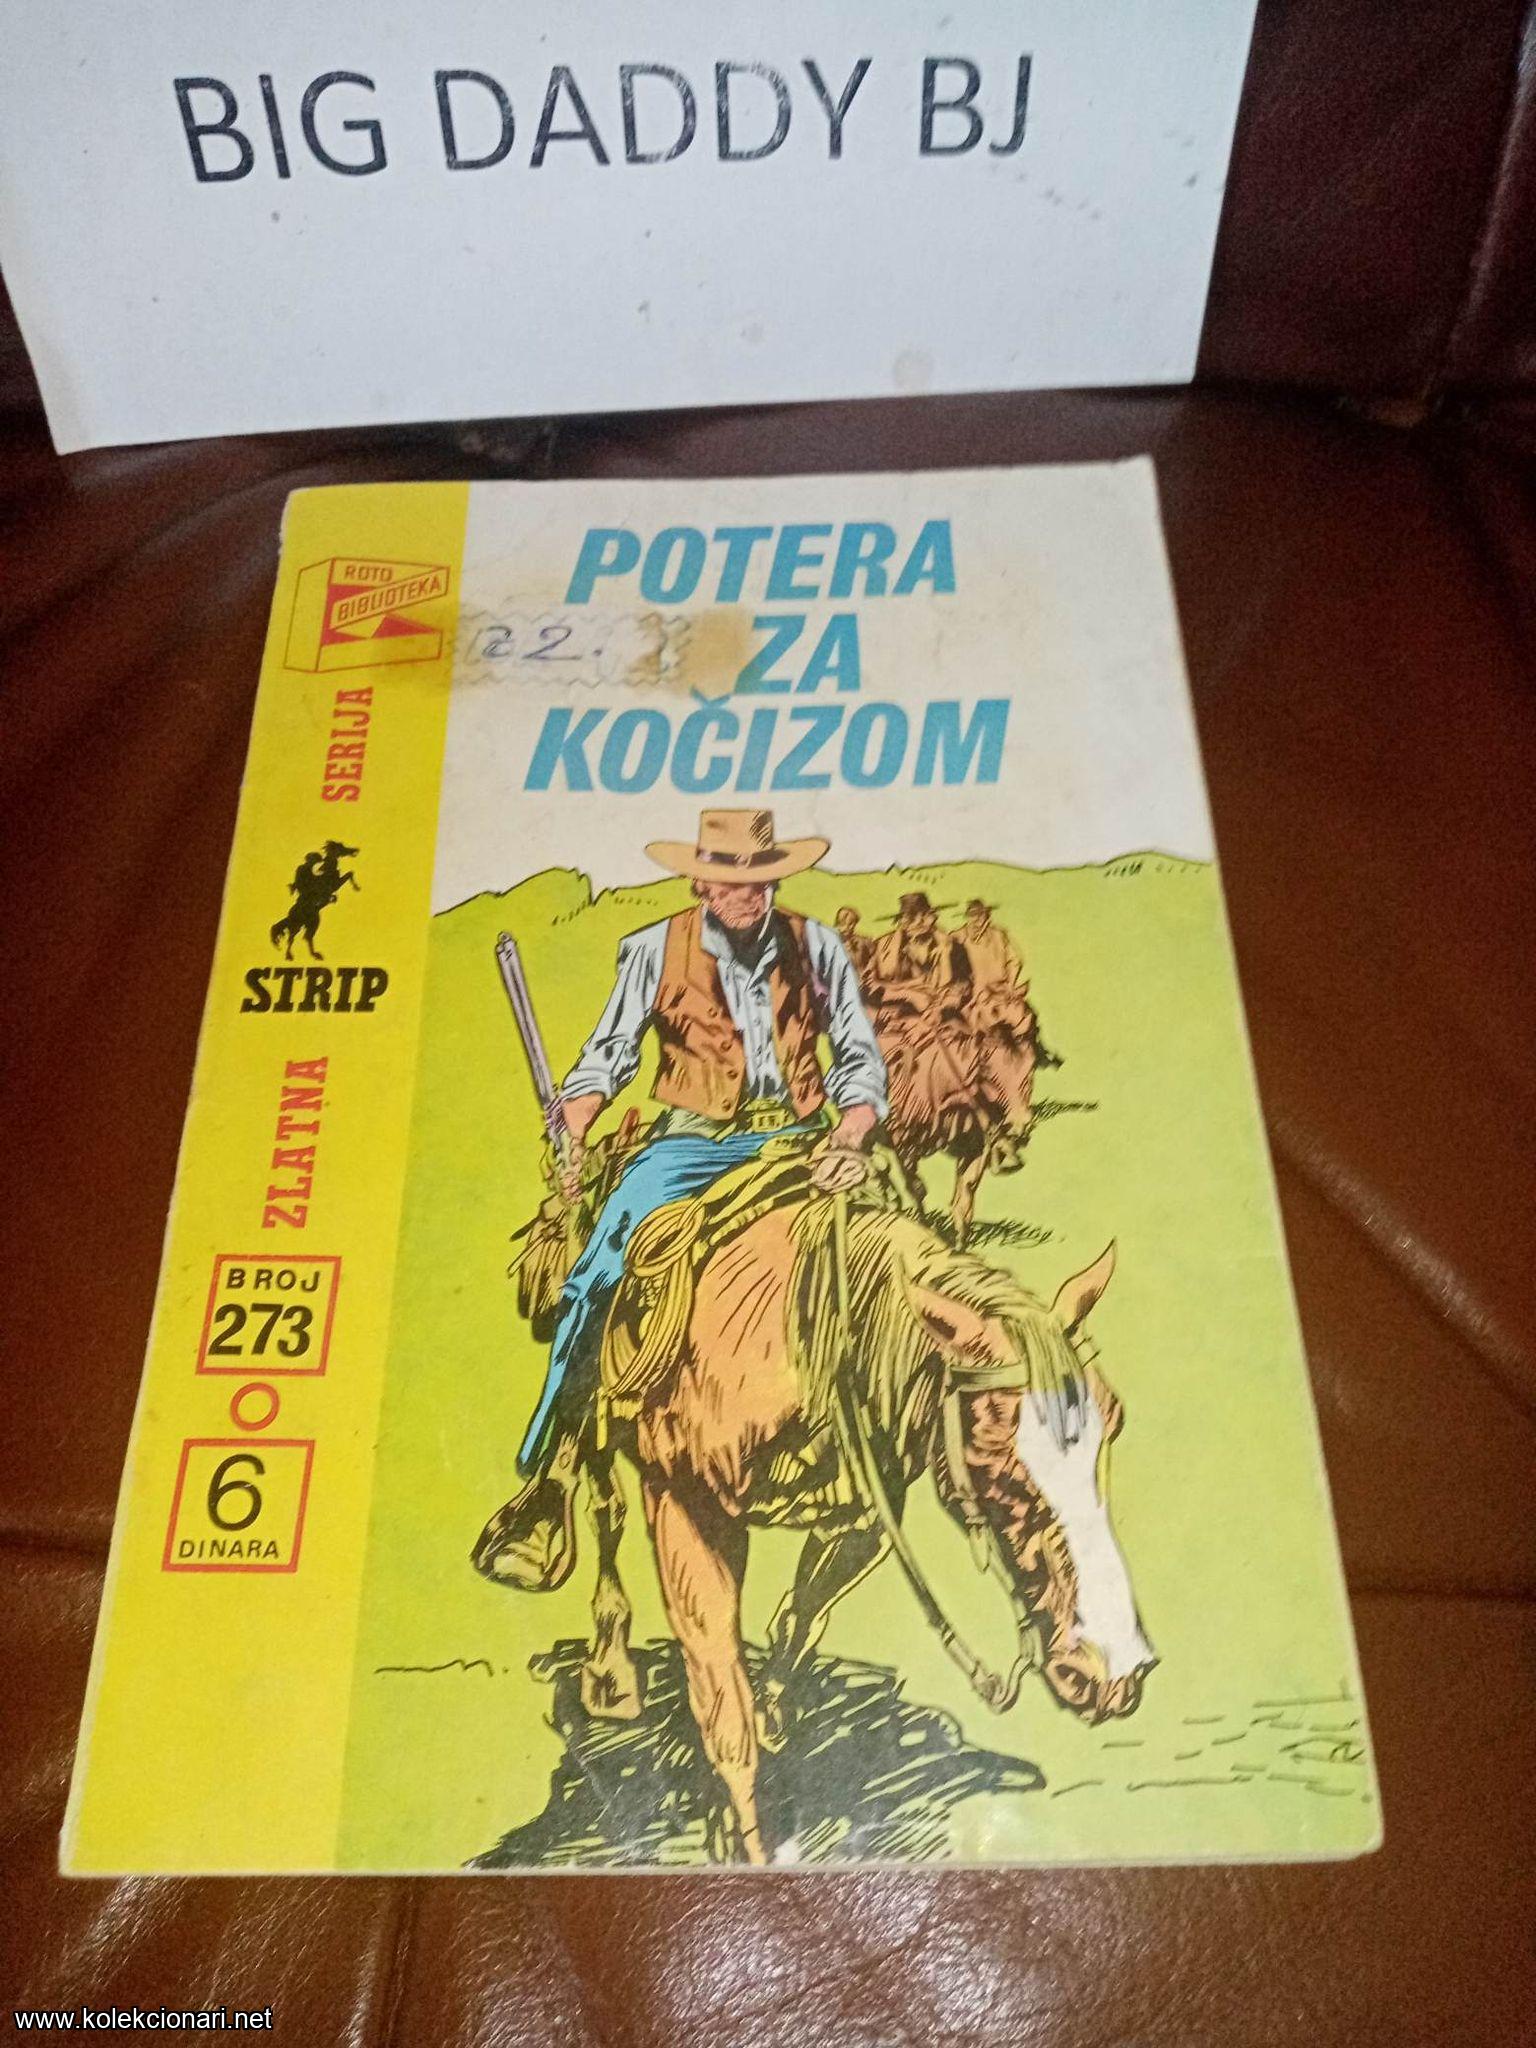 BIG DADDY BJ
POTERA
ZA
KOČIZOM
ROTO
BIBLIOTEKA
22.
SERIJA
STRIP
ZLATNA
BROJ
273
6
DINARA
www.kolekcionari.net